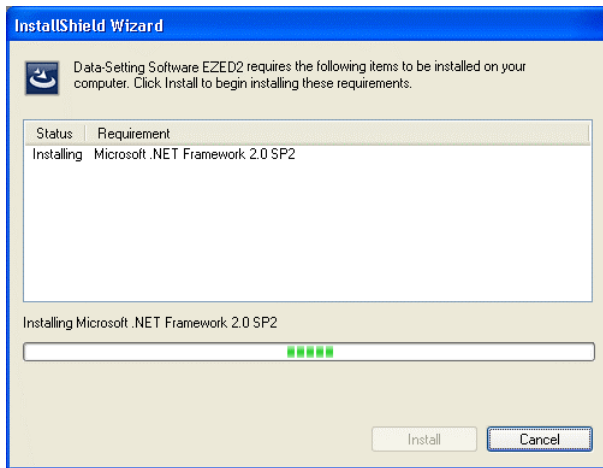 InstallShield Wizard
Data-Setting Software EZED2 requires the following items to be installed on your
computer. Click Install to begin installing these requirements.
Status Requirement
Installing Microsoft .NET Framework 2.0 SP2
Installing Microsoft .NET Framework 2.0 SP2
Install Cancel